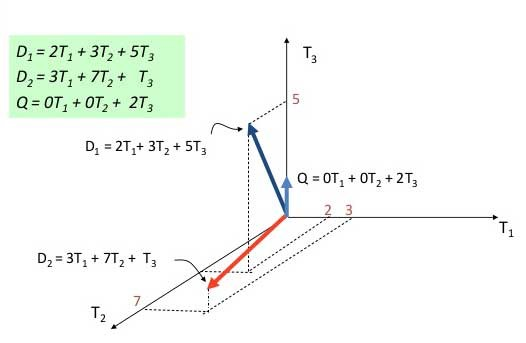 D₁ = 2T₁ + 3T₂ + 5T₃
D₂ = 3T₁ + 7T₂ + T₃
Q = 0T₁ + 0T₂ + 2T₃
T₃
5
D₁ = 2T₁+ 3T₂ + 5T₃
Q = 0T₁ + 0T₂ + 2T₃
2 3
T₁
D₂ = 3T₁ + 7T₂ + T₃
7
T₂